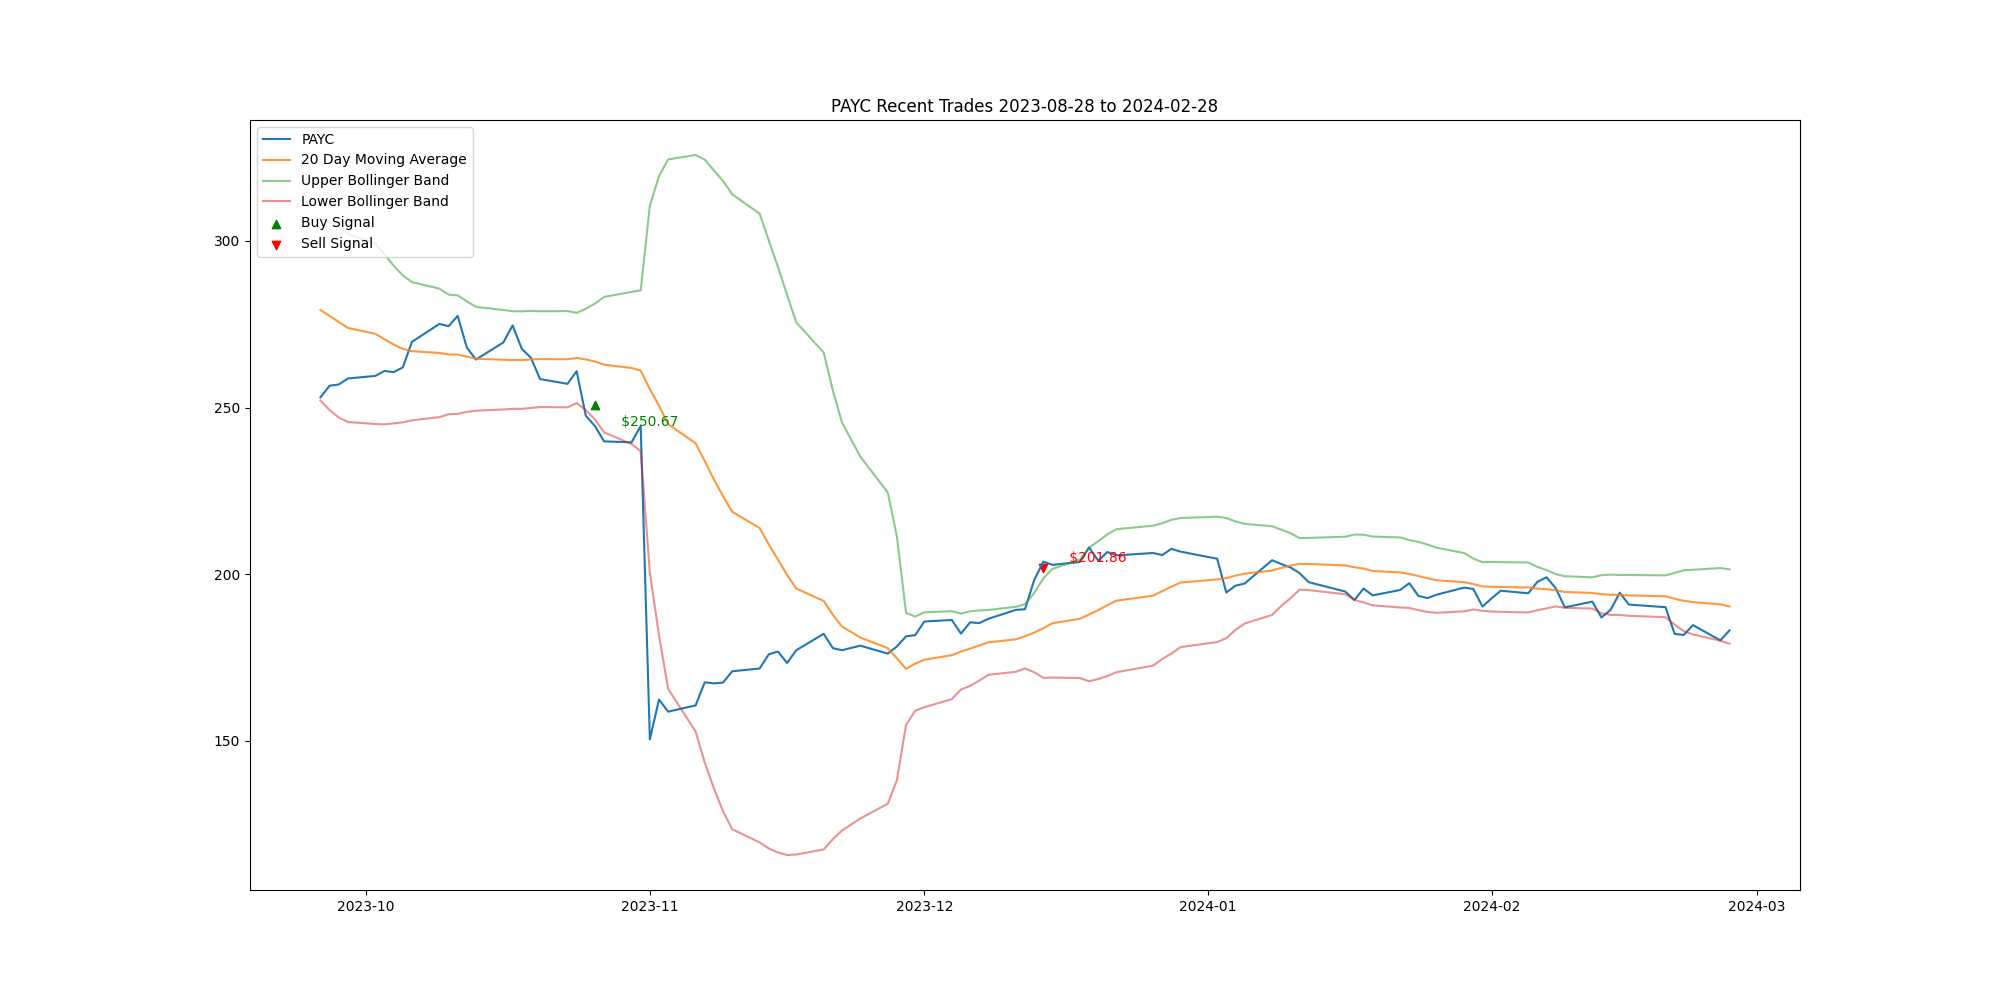 PAYC Recent Trades 2023-08-28 to 2024-02-28
PAYC
20 Day Moving Average
Upper Bollinger Band
Lower Bollinger Band
Buy Signal
Sell Signal
300
250
200
150
$250.67
$201.86
2023-10
2023-11
2023-12
2024-01
2024-02
2024-03